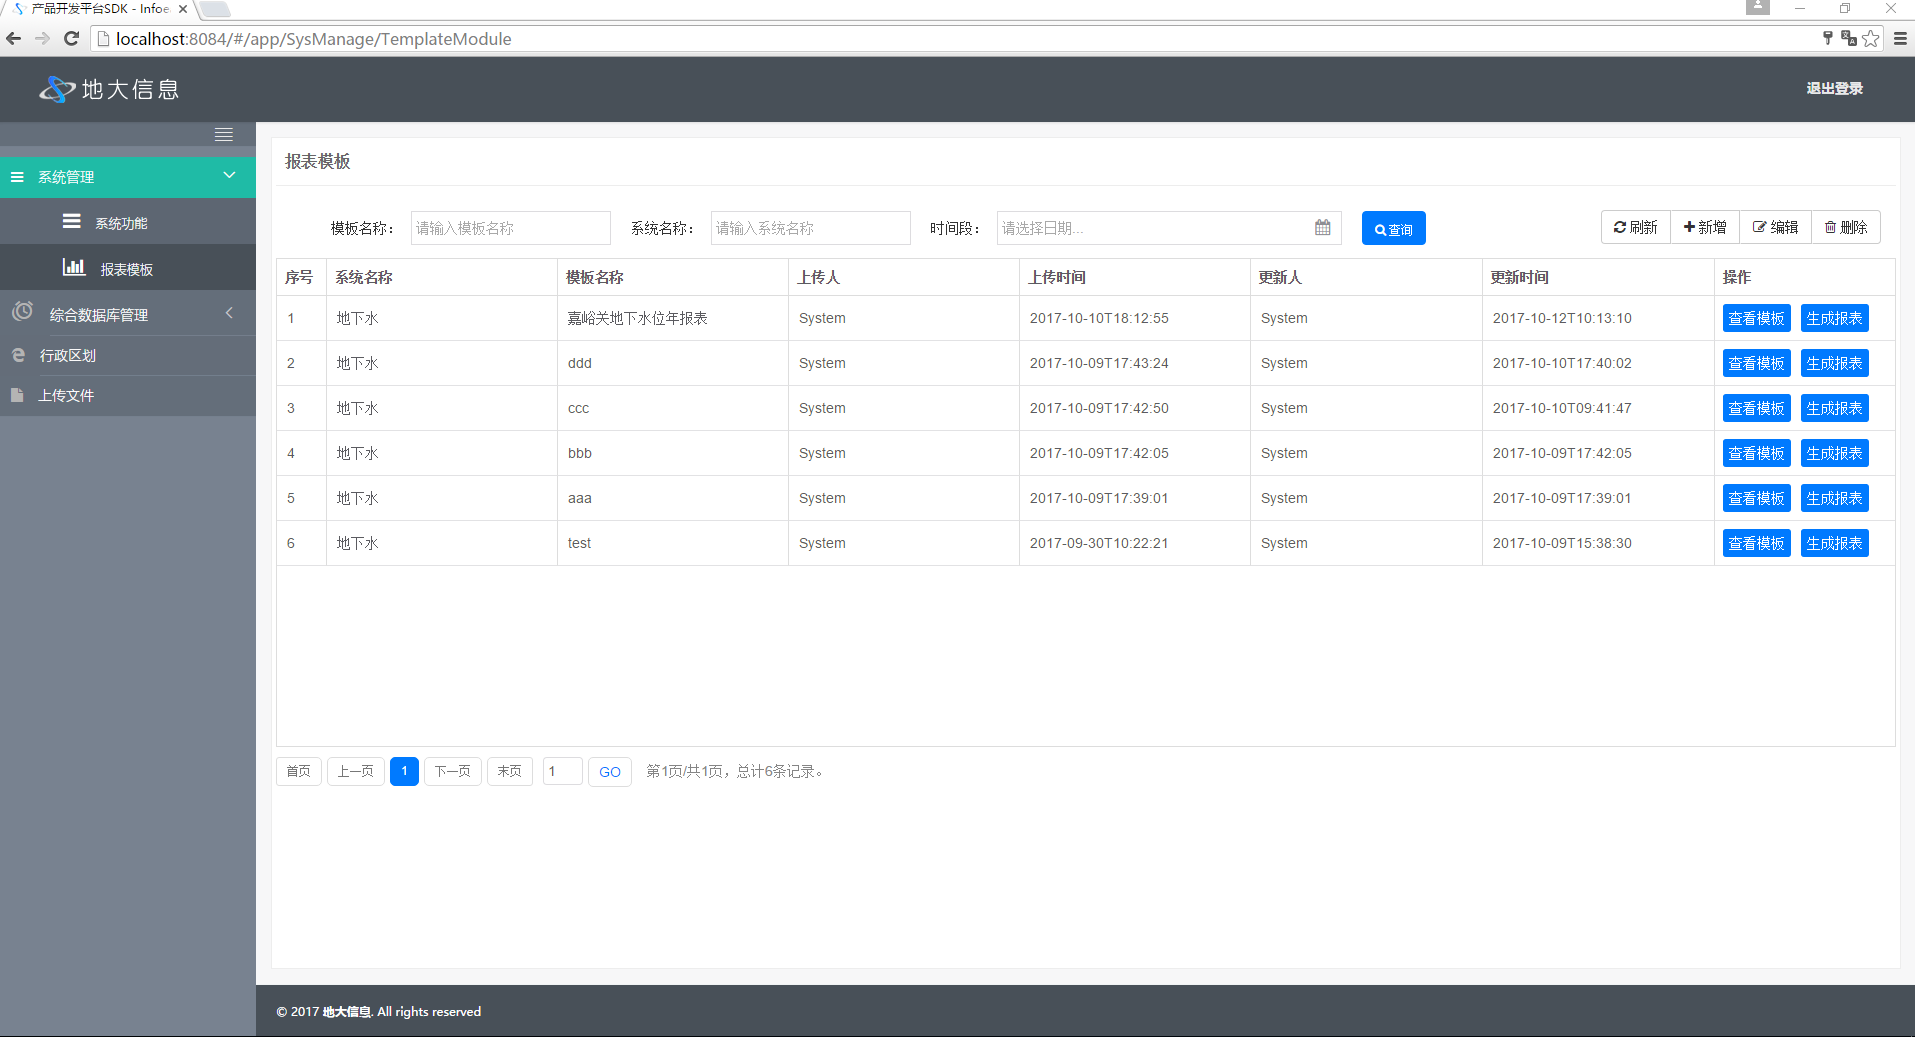 产品开发平台SDK - Infoe
localhost:8084/#/app/SysManage/TemplateModule
地大信息
退出登录
系统管理
系统功能
报表模板
综合数据库管理
行政区划
上传文件
报表模板
模板名称： 请输入模板名称 系统名称： 请输入系统名称 时间段： 请选择日期... 查询 刷新 新增 编辑 删除
序号 系统名称 模板名称 上传人 上传时间 更新人 更新时间 操作
1 地下水 嘉峪关地下水位年报表 System 2017-10-10T18:12:55 System 2017-10-12T10:13:10 查看模板 生成报表
2 地下水 ddd System 2017-10-09T17:43:24 System 2017-10-10T17:40:02 查看模板 生成报表
3 地下水 ccc System 2017-10-09T17:42:50 System 2017-10-10T09:41:47 查看模板 生成报表
4 地下水 bbb System 2017-10-09T17:42:05 System 2017-10-09T17:42:05 查看模板 生成报表
5 地下水 aaa System 2017-10-09T17:39:01 System 2017-10-09T17:39:01 查看模板 生成报表
6 地下水 test System 2017-09-30T10:22:21 System 2017-10-09T15:38:30 查看模板 生成报表
首页 上一页 1 下一页 末页 1 GO 第1页/共1页，总计6条记录。
© 2017 地大信息. All rights reserved